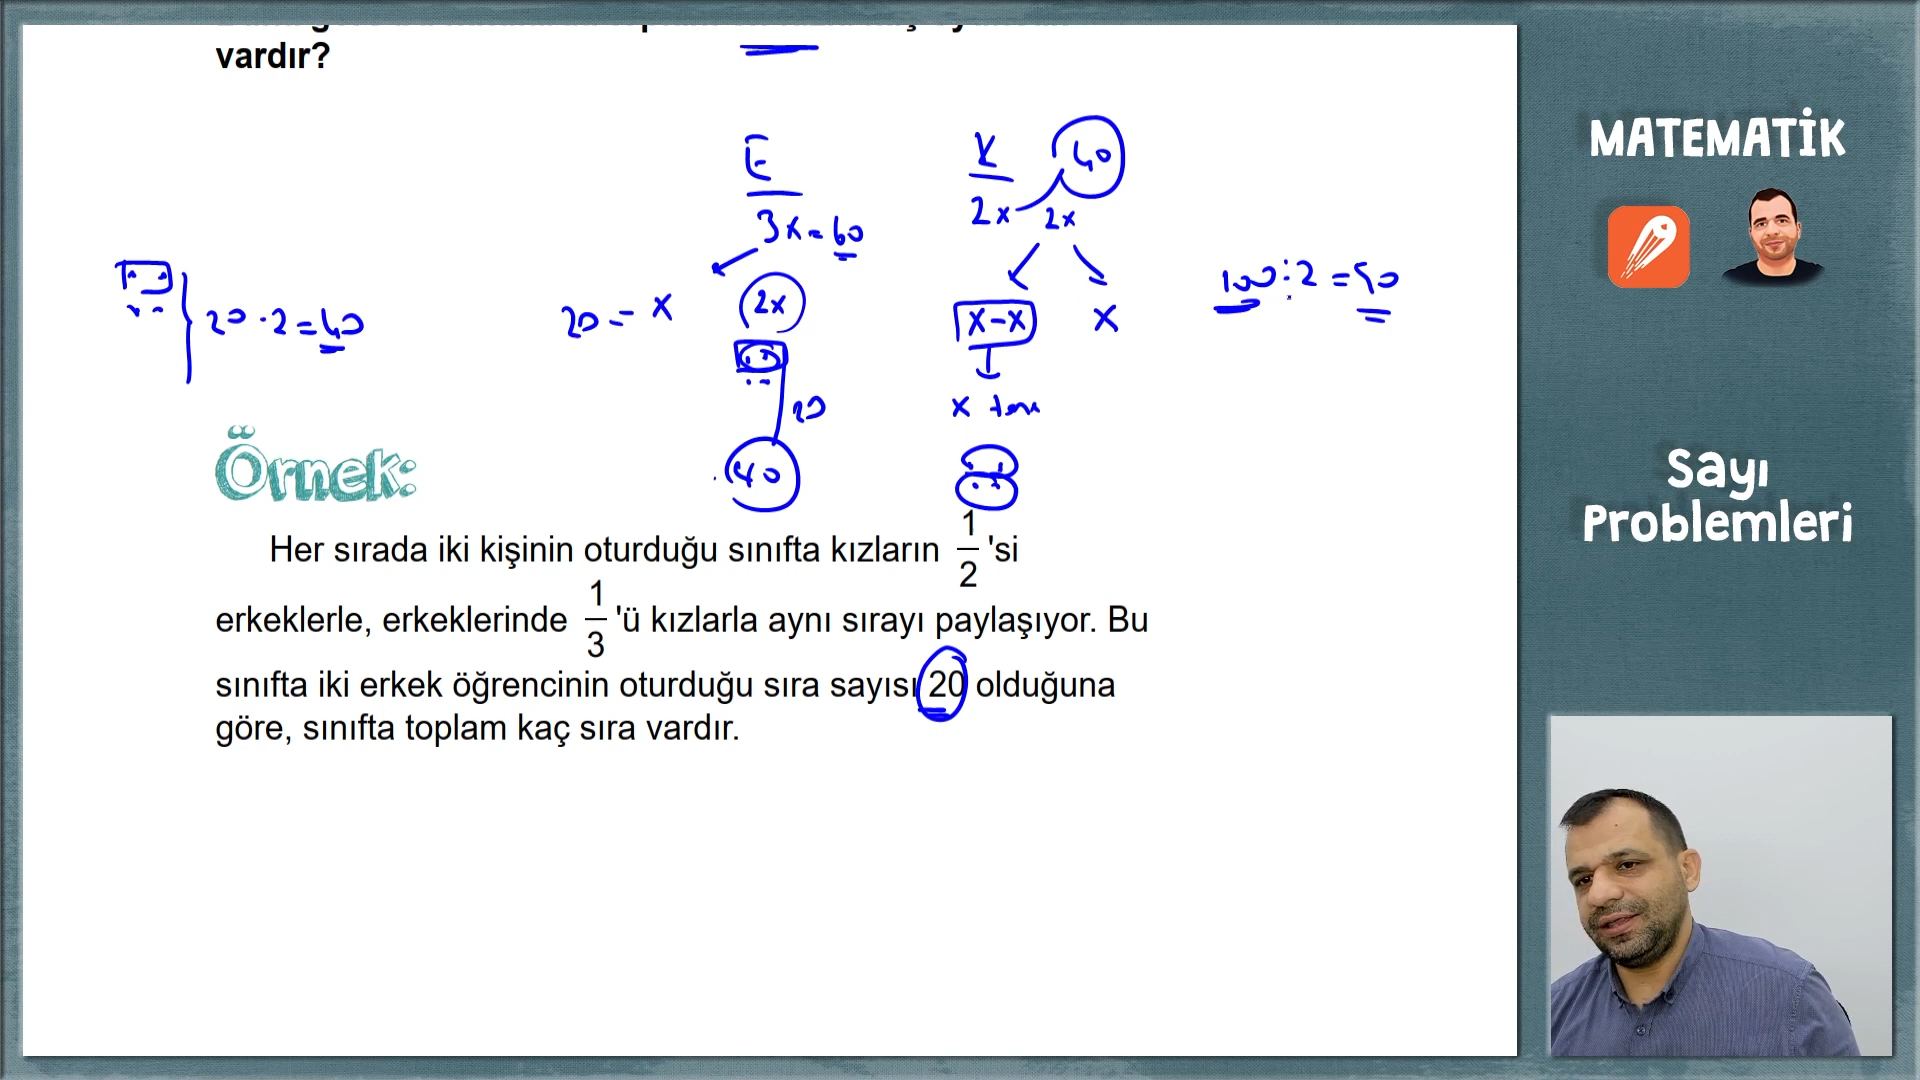 vardır?
E
K
40
3x=60
2x
2x
100÷2=50
20·2=40
20=x
2x
x-x
x
20
x tane
40
Örnek:
Her sırada iki kişinin oturduğu sınıfta kızların 1/2 'si
erkeklerle, erkeklerinde 1/3 'ü kızlarla aynı sırayı paylaşıyor. Bu
sınıfta iki erkek öğrencinin oturduğu sıra sayısı 20 olduğuna
göre, sınıfta toplam kaç sıra vardır.
MATEMATİK
Sayı
Problemleri